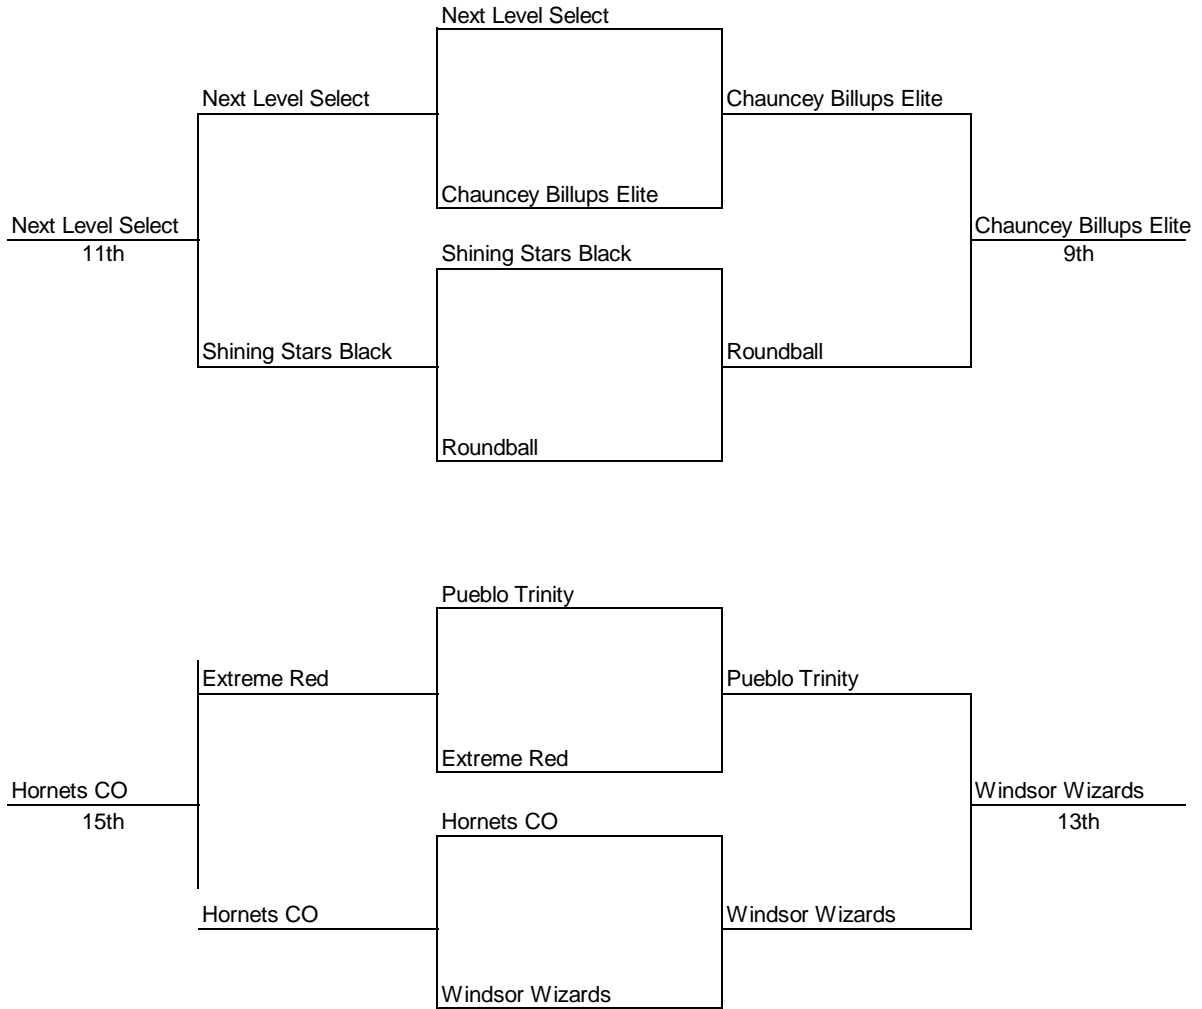 Next Level Select
Next Level Select
Chauncey Billups Elite
Chauncey Billups Elite
Next Level Select
Chauncey Billups Elite
11th
Shining Stars Black
9th
Shining Stars Black
Roundball
Roundball
Pueblo Trinity
Extreme Red
Pueblo Trinity
Extreme Red
Hornets CO
Windsor Wizards
15th
Hornets CO
13th
Hornets CO
Windsor Wizards
Windsor Wizards